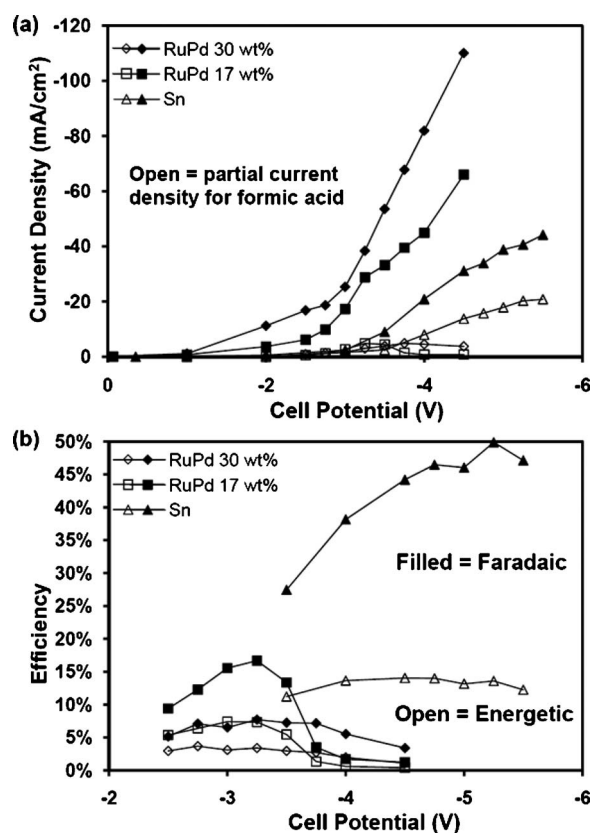 (a)
-120
-100
-80
-60
-40
-20
0
Current Density (mA/cm²)
RuPd 30 wt%
RuPd 17 wt%
Sn
Open = partial current
density for formic acid
0
-2
-4
-6
Cell Potential (V)
(b)
50%
45%
40%
35%
30%
25%
20%
15%
10%
5%
0%
Efficiency
RuPd 30 wt%
RuPd 17 wt%
Sn
Filled = Faradaic
Open = Energetic
-2
-3
-4
-5
-6
Cell Potential (V)